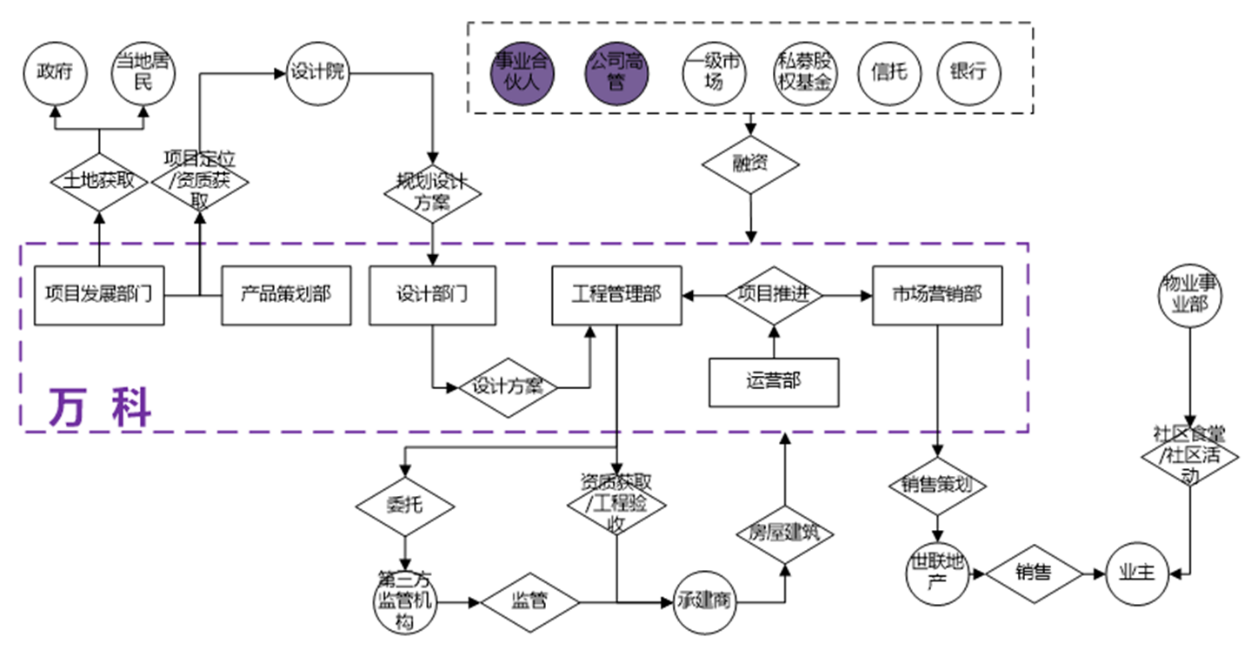 政府
当地居
民
设计院
事业合
伙人
公司高
管
一级市
场
私募股
权基金
信托
银行
土地获取
项目定位
/资质获
取
规划设计
方案
融资
项目发展部门
产品策划部
设计部门
工程管理部
项目推进
市场营销部
物业事
业部
运营部
设计方案
万 科
社区食堂
/社区活
动
委托
资质获取
/工程验
收
房屋建筑
销售策划
第三方
监管机
构
监管
承建商
世联地
产
销售
业主